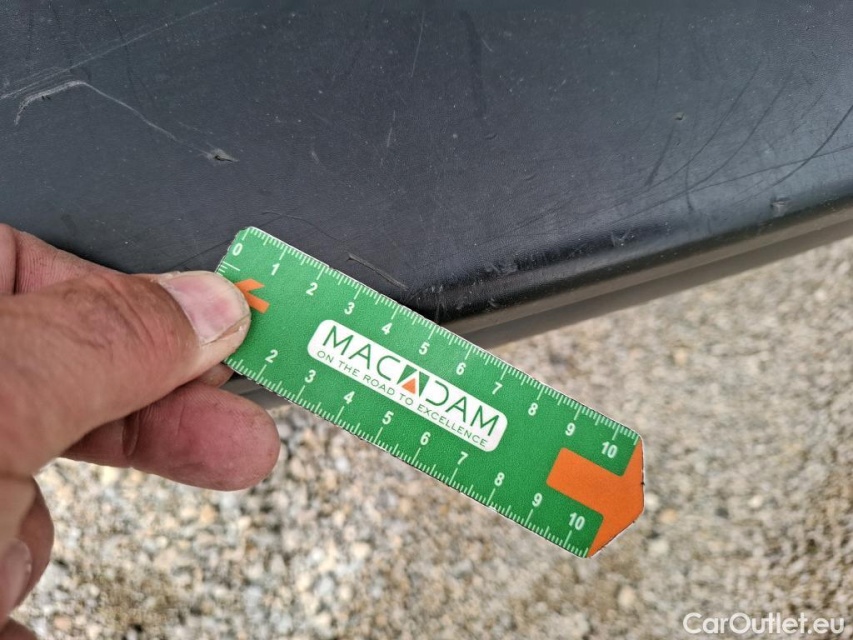 0 1 2 3 4 5 6 7 8 9 10
MACADAM
ON THE ROAD TO EXCELLENCE
2 3 4 5 6 7 8 9 10
CarOutlet.eu